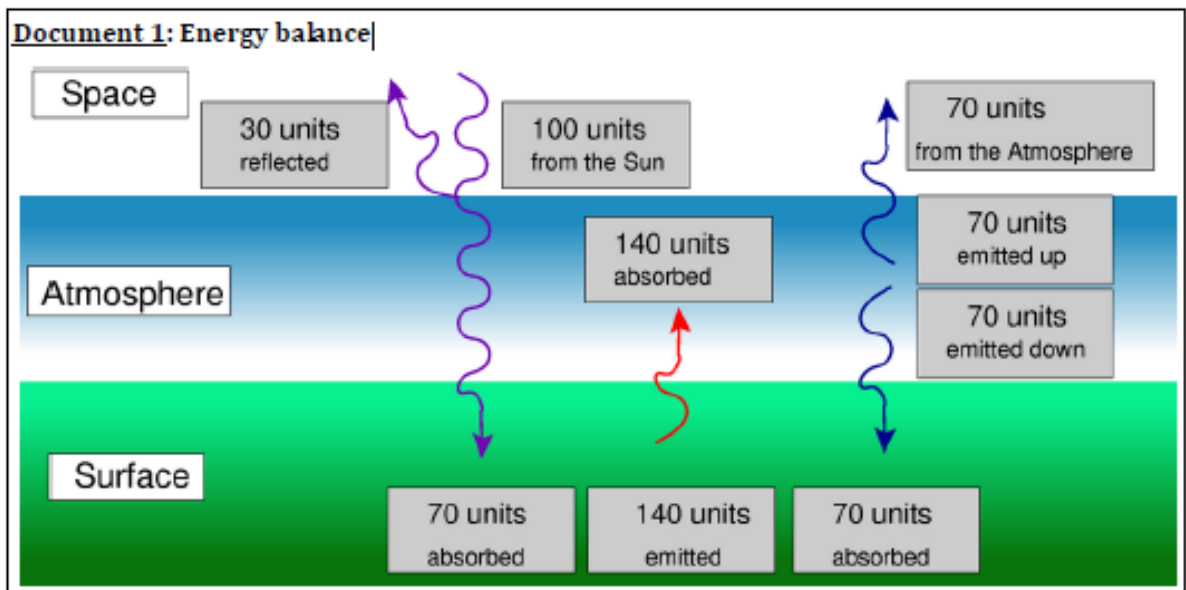 Document 1: Energy balance
Space
30 units
reflected
100 units
from the Sun
70 units
from the Atmosphere
Atmosphere
140 units
absorbed
70 units
emitted up
70 units
emitted down
Surface
70 units
absorbed
140 units
emitted
70 units
absorbed